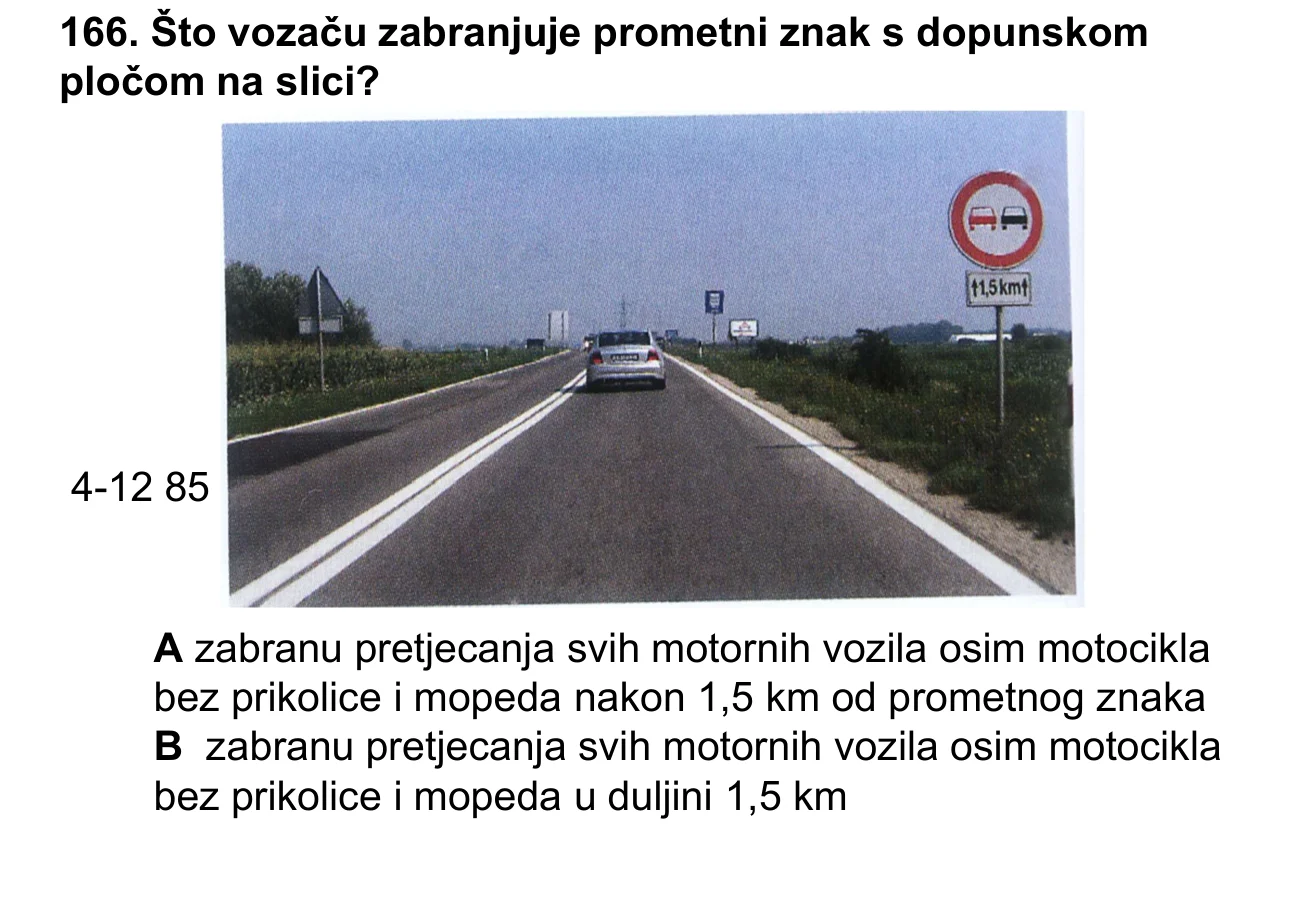 166. Što vozaču zabranjuje prometni znak s dopunskom
pločom na slici?
↑1,5km↑
4-12 85
A zabranu pretjecanja svih motornih vozila osim motocikla
bez prikolice i mopeda nakon 1,5 km od prometnog znaka
B zabranu pretjecanja svih motornih vozila osim motocikla
bez prikolice i mopeda u duljini 1,5 km